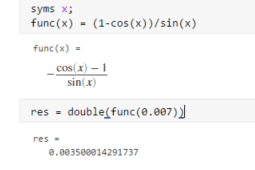 syms x;
func(x) = (1-cos(x))/sin(x)
func(x) =
− cos(x) − 1
sin(x)
res = double(func(0.007))
res =
0.003500014291737